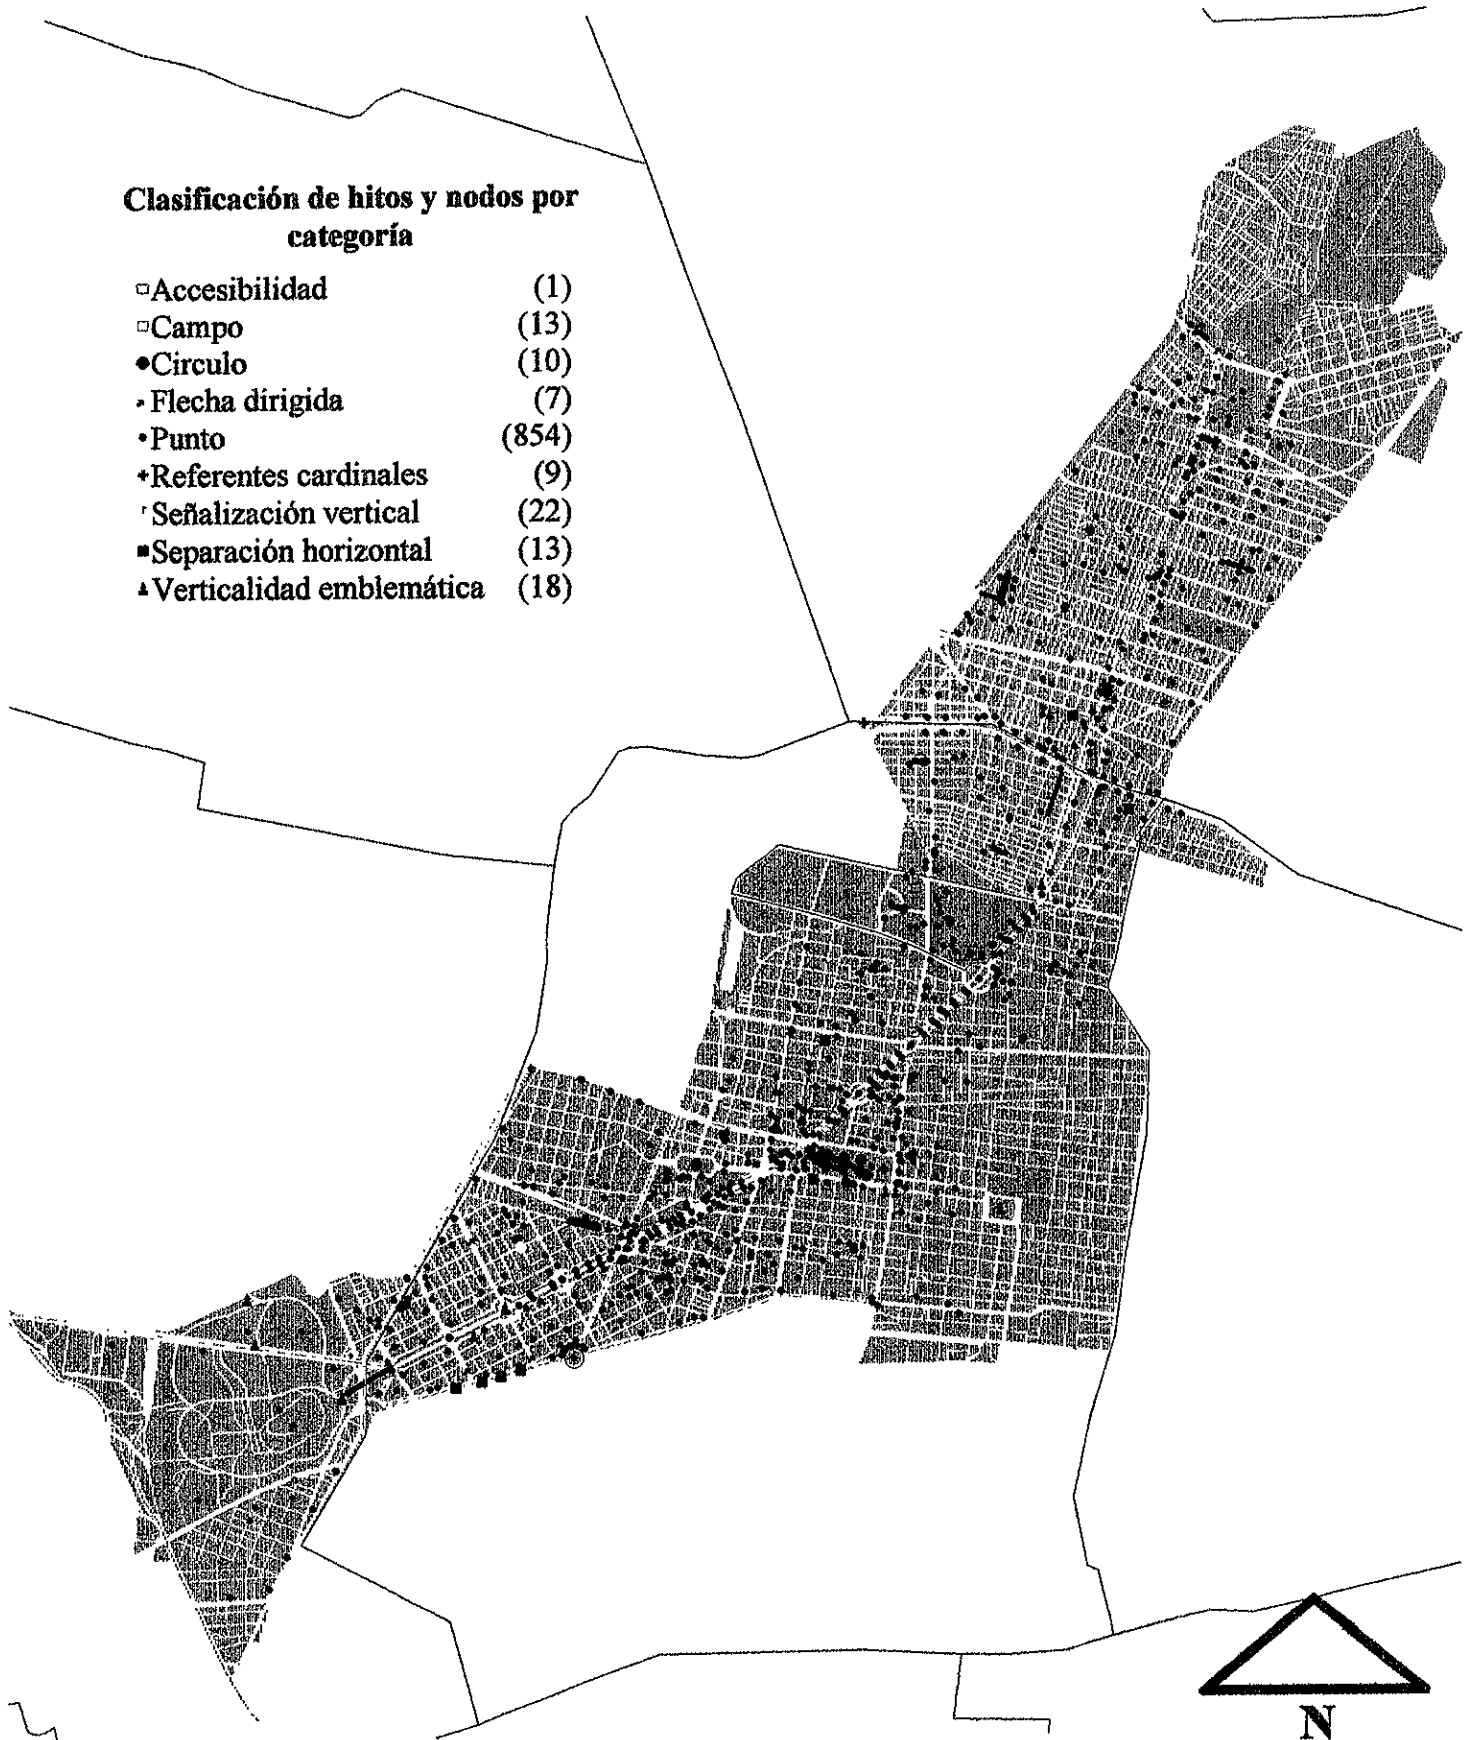 Clasificación de hitos y nodos por
categoría
Accesibilidad (1)
Campo (13)
Circulo (10)
Flecha dirigida (7)
Punto (854)
Referentes cardinales (9)
Señalización vertical (22)
Separación horizontal (13)
Verticalidad emblemática (18)
N